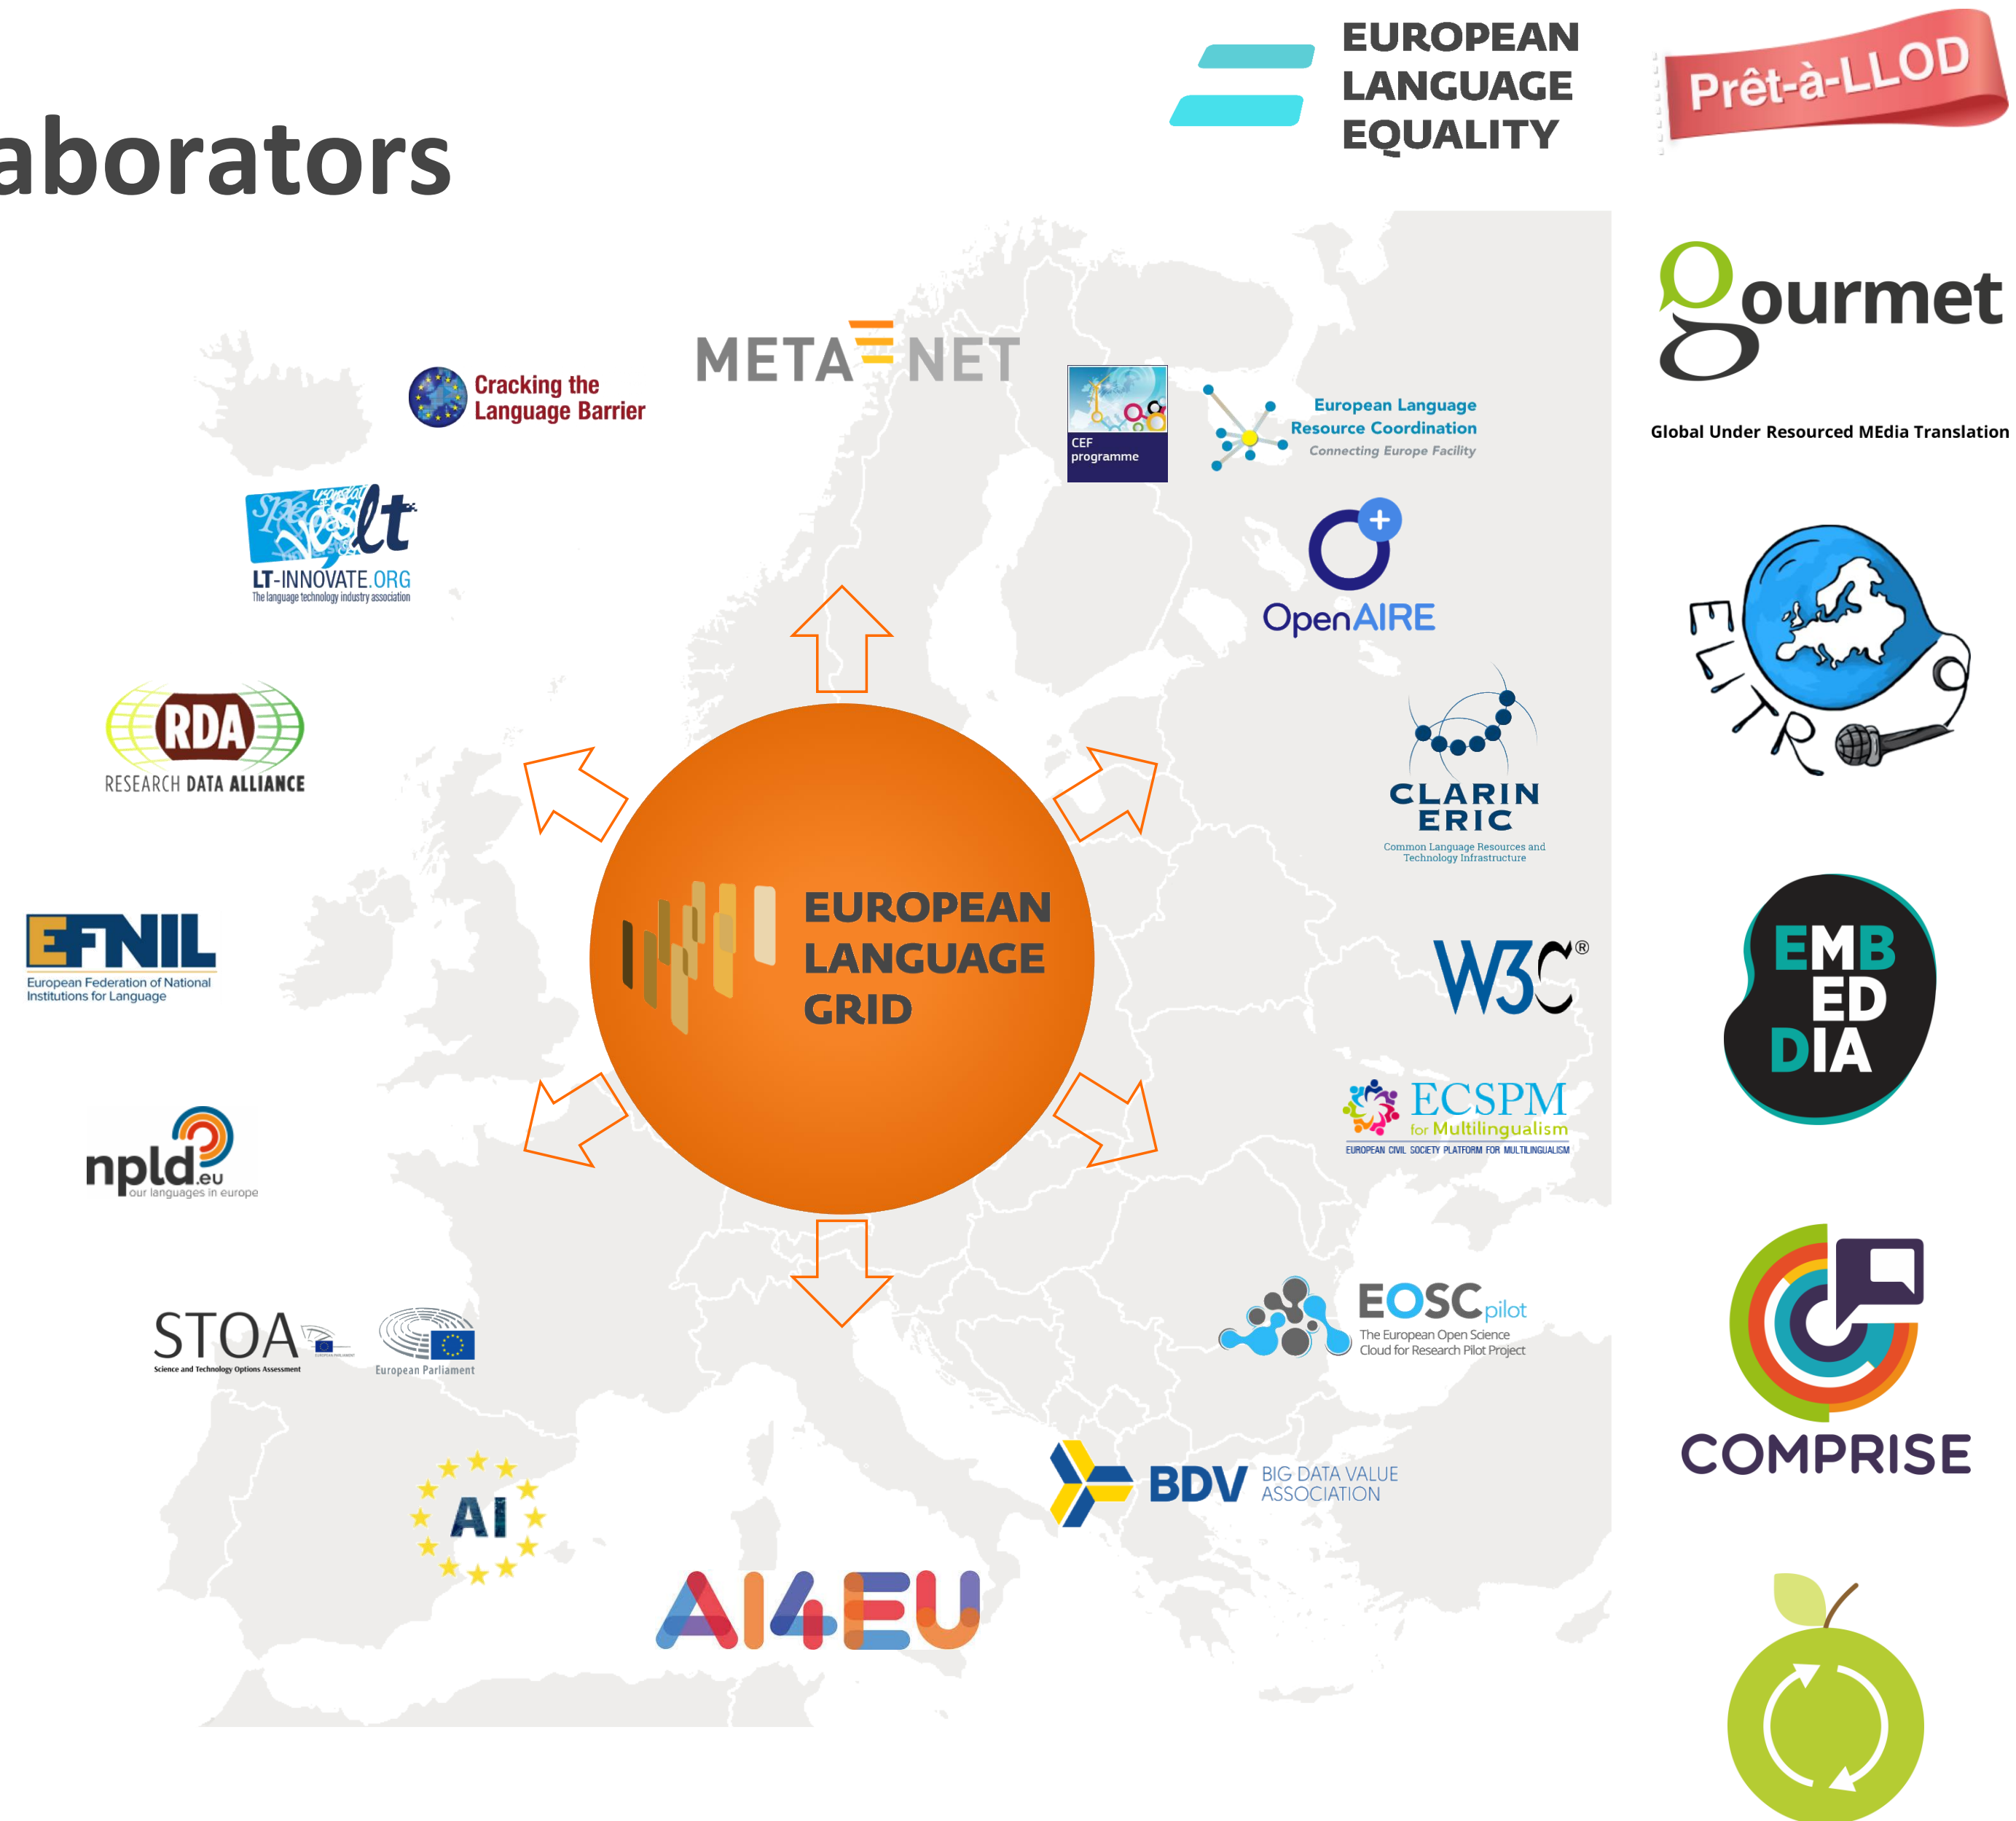 aborators
EUROPEAN
LANGUAGE
EQUALITY
Prêt-à-LLOD
gourmet
Global Under Resourced MEdia Translation
META NET
Cracking the
Language Barrier
CEF
programme
European Language
Resource Coordination
Connecting Europe Facility
yes lt
LT-INNOVATE.ORG
The language technology industry association
OpenAIRE
ELITR
RDA
RESEARCH DATA ALLIANCE
CLARIN
ERIC
Common Language Resources and
Technology Infrastructure
EUROPEAN
LANGUAGE
GRID
EFNIL
European Federation of National
Institutions for Language
W3C®
EMB
ED
DIA
ECSPM
for Multilingualism
EUROPEAN CIVIL SOCIETY PLATFORM FOR MULTILINGUALISM
npld.eu
our languages in europe
EOSCpilot
The European Open Science
Cloud for Research Pilot Project
STOA
Science and Technology Options Assessment
European Parliament
COMPRISE
AI
BDV BIG DATA VALUE
ASSOCIATION
AI4EU